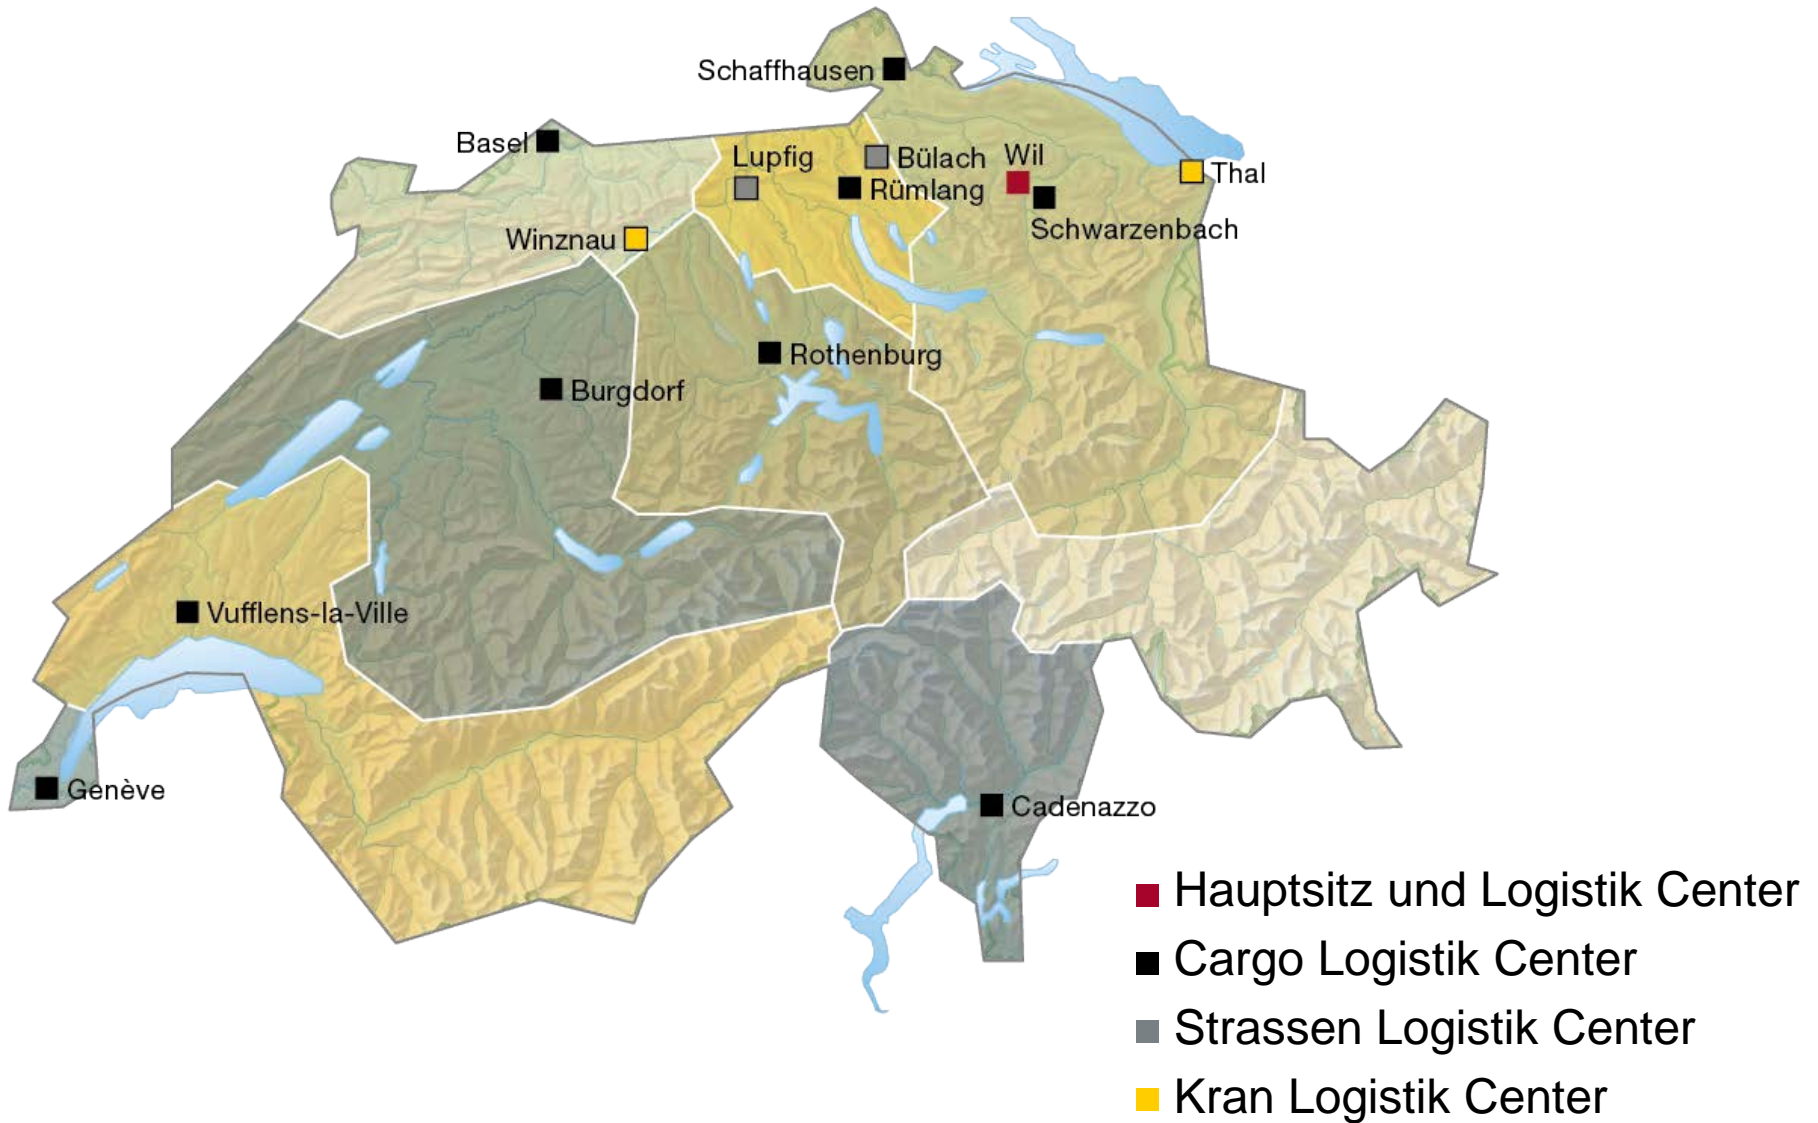 Schaffhausen
Basel
Lupfig
Bülach
Wil
Rümlang
Thal
Schwarzenbach
Winznau
Rothenburg
Burgdorf
Vufflens-la-Ville
Genève
Cadenazzo
Hauptsitz und Logistik Center
Cargo Logistik Center
Strassen Logistik Center
Kran Logistik Center